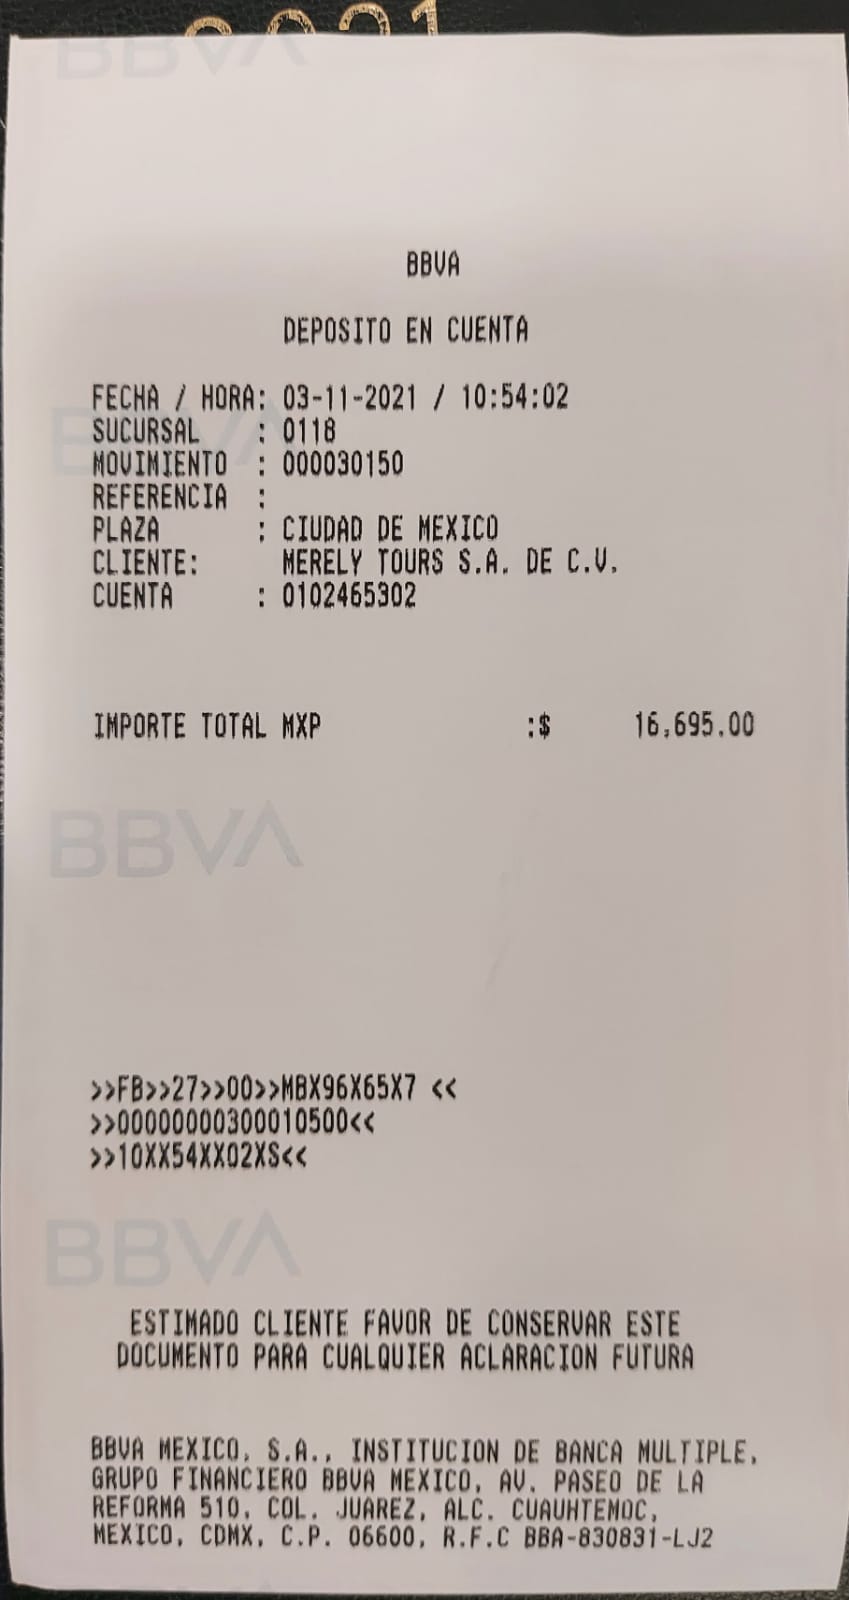 2021
BBVA
BBVA
DEPOSITO EN CUENTA
FECHA / HORA: 03-11-2021 / 10:54:02
SUCURSAL : 0118
MOVIMIENTO : 000030150
REFERENCIA :
PLAZA : CIUDAD DE MEXICO
CLIENTE: MERELY TOURS S.A. DE C.V.
CUENTA : 0102465302
BBVA
IMPORTE TOTAL MXP :$ 16,695.00
BBVA
>>FB>>27>>00>>MBX96X65X7 <<
>>00000000300010500<<
>>10XX54XX02XS<<
BBVA
ESTIMADO CLIENTE FAVOR DE CONSERVAR ESTE
DOCUMENTO PARA CUALQUIER ACLARACION FUTURA
BBVA MEXICO, S.A., INSTITUCION DE BANCA MULTIPLE,
GRUPO FINANCIERO BBVA MEXICO, AV. PASEO DE LA
REFORMA 510, COL. JUAREZ, ALC. CUAUHTEMOC,
MEXICO, CDMX, C.P. 06600, R.F.C BBA-830831-LJ2